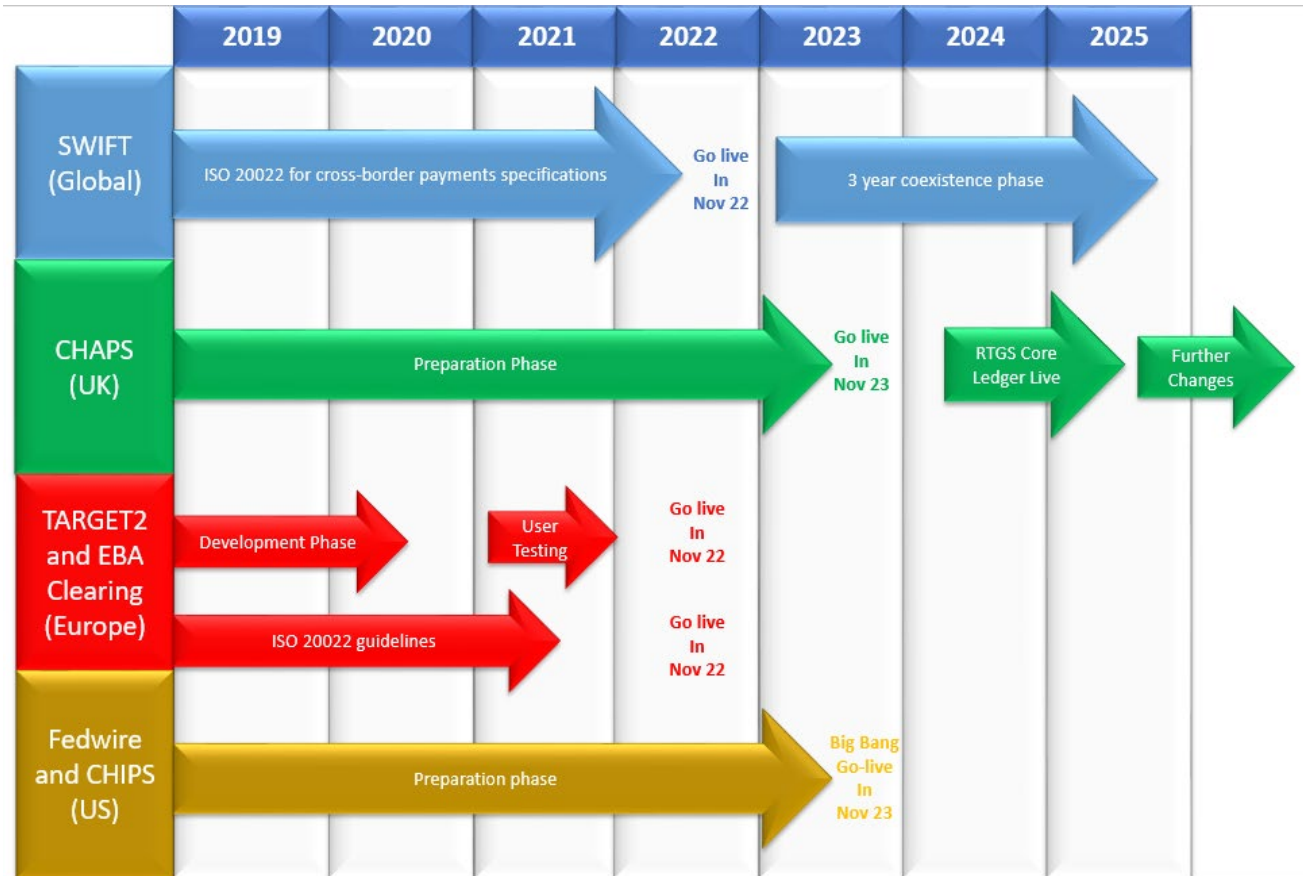 2019 2020 2021 2022 2023 2024 2025
SWIFT
(Global)
ISO 20022 for cross-border payments specifications
Go live
In
Nov 22
3 year coexistence phase
CHAPS
(UK)
Preparation Phase
Go live
In
Nov 23
RTGS Core
Ledger Live
Further
Changes
TARGET2
and EBA
Clearing
(Europe)
Development Phase
User
Testing
Go live
In
Nov 22
ISO 20022 guidelines
Go live
In
Nov 22
Fedwire
and CHIPS
(US)
Preparation phase
Big Bang
Go-live
In
Nov 23